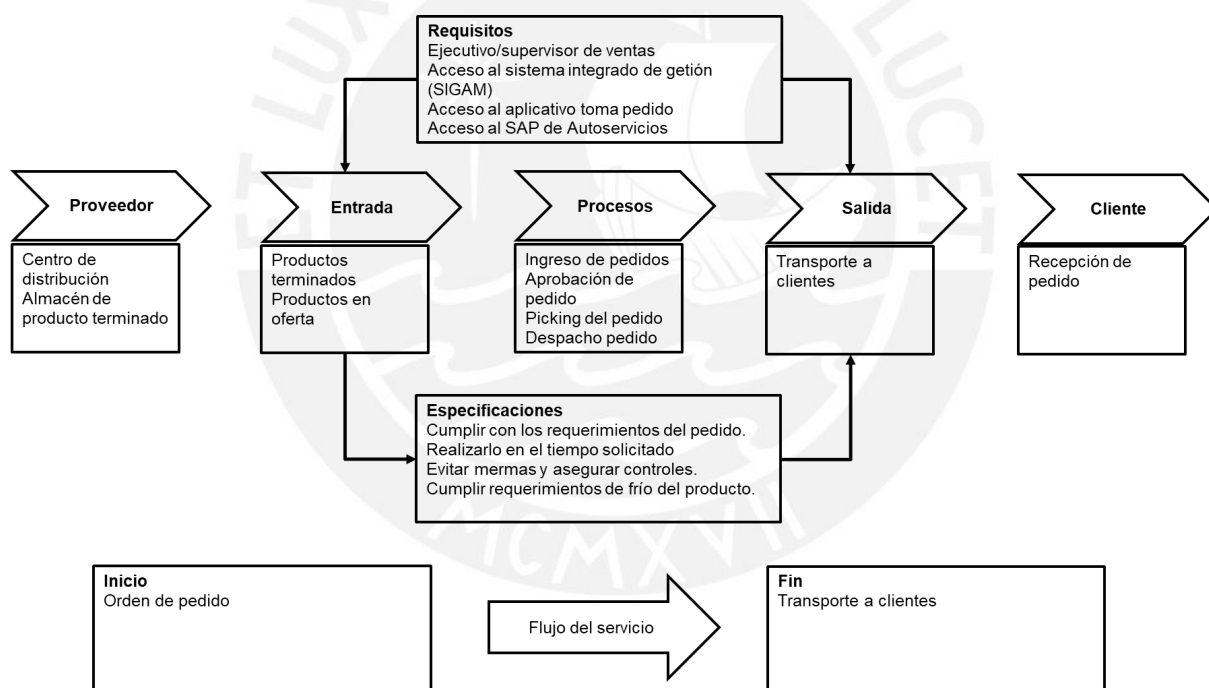 Requisitos
Ejecutivo/supervisor de ventas
Acceso al sistema integrado de getión
(SIGAM)
Acceso al aplicativo toma pedido
Acceso al SAP de Autoservicios
Proveedor
Entrada
Procesos
Salida
Cliente
Centro de
distribución
Almacén de
producto terminado
Productos
terminados
Productos en
oferta
Ingreso de pedidos
Aprobación de
pedido
Picking del pedido
Despacho pedido
Transporte a
clientes
Recepción de
pedido
Especificaciones
Cumplir con los requerimientos del pedido.
Realizarlo en el tiempo solicitado
Evitar mermas y asegurar controles.
Cumplir requerimientos de frío del producto.
Inicio
Orden de pedido
Flujo del servicio
Fin
Transporte a clientes
ET LUX
LUCET
MCMXVII